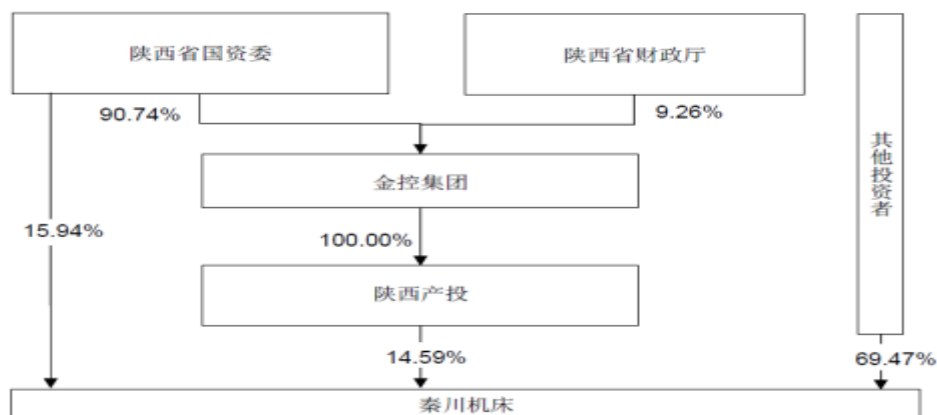 陕西省国资委
陕西省财政厅
90.74%
9.26%
其他投资者
金控集团
15.94%
100.00%
陕西产投
14.59%
69.47%
秦川机床